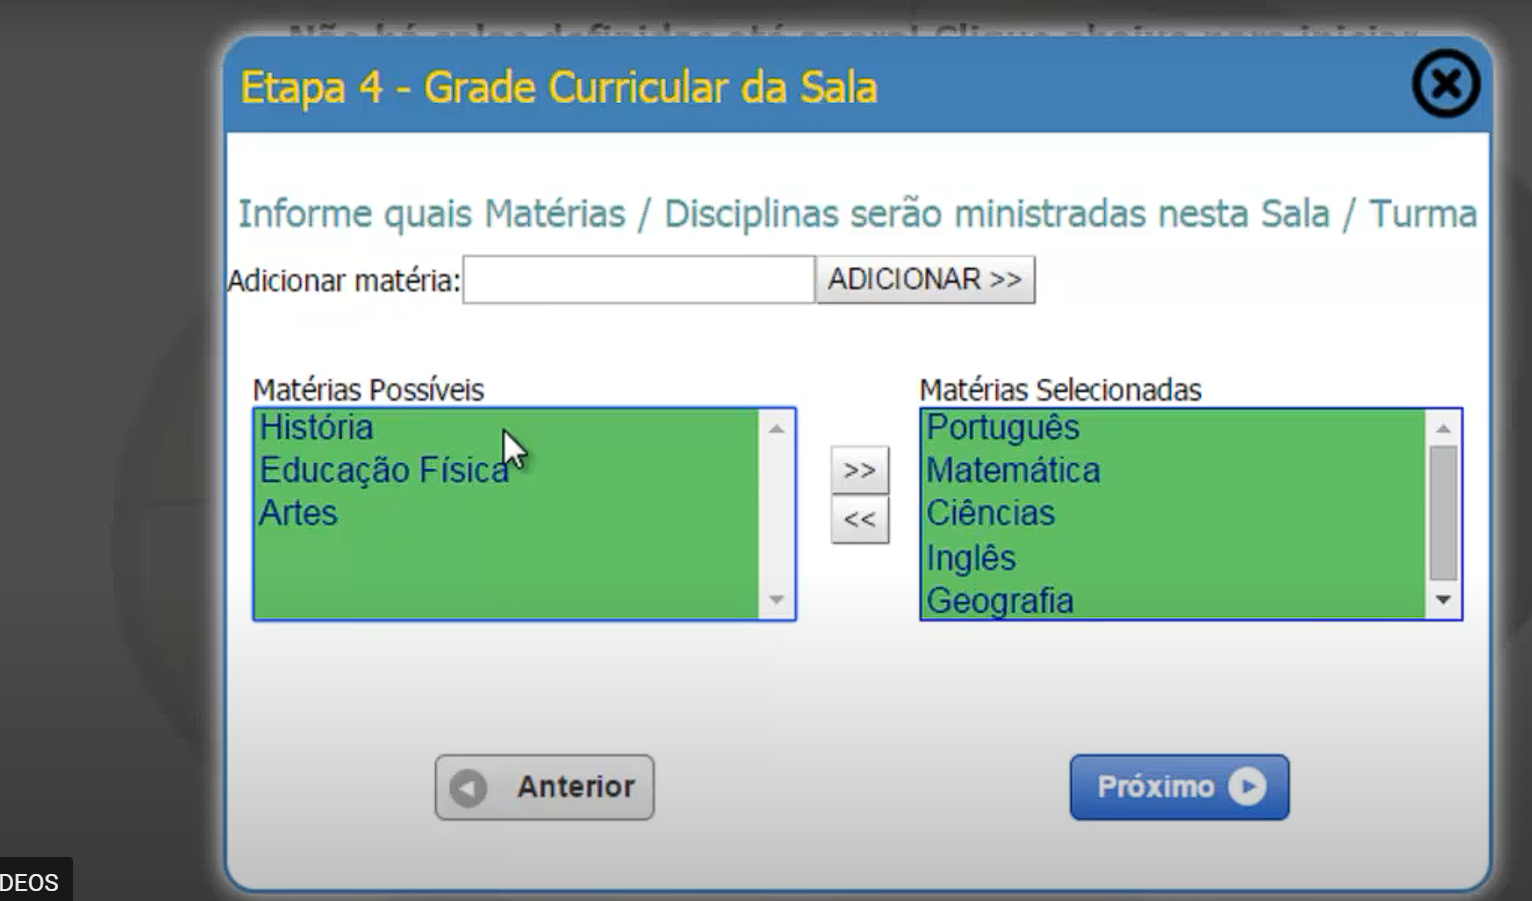 Etapa 4 - Grade Curricular da Sala
Informe quais Matérias / Disciplinas serão ministradas nesta Sala / Turma
Adicionar matéria: ADICIONAR >>
Matérias Possíveis
História
Educação Física
Artes
>>
<<
Matérias Selecionadas
Português
Matemática
Ciências
Inglês
Geografia
Anterior
Próximo
DEOS